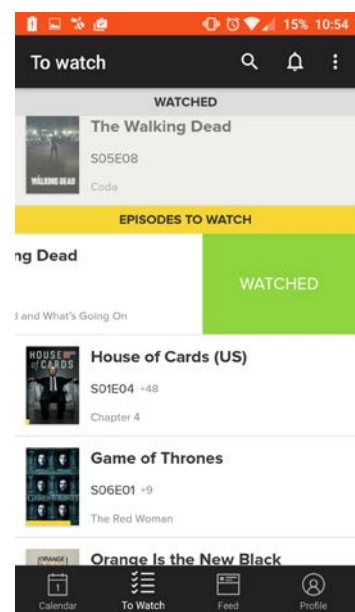 15% 10:54
To watch
WATCHED
The Walking Dead
S05E08
Coda
WALKING DEAD
EPISODES TO WATCH
ng Dead
WATCHED
d and What's Going On
HOUSE of CARDS
House of Cards (US)
S01E04 +48
Chapter 4
Game of Thrones
S06E01 +9
The Red Woman
ORANGE
Orange Is the New Black
1
Calendar
To Watch
Feed
Profile